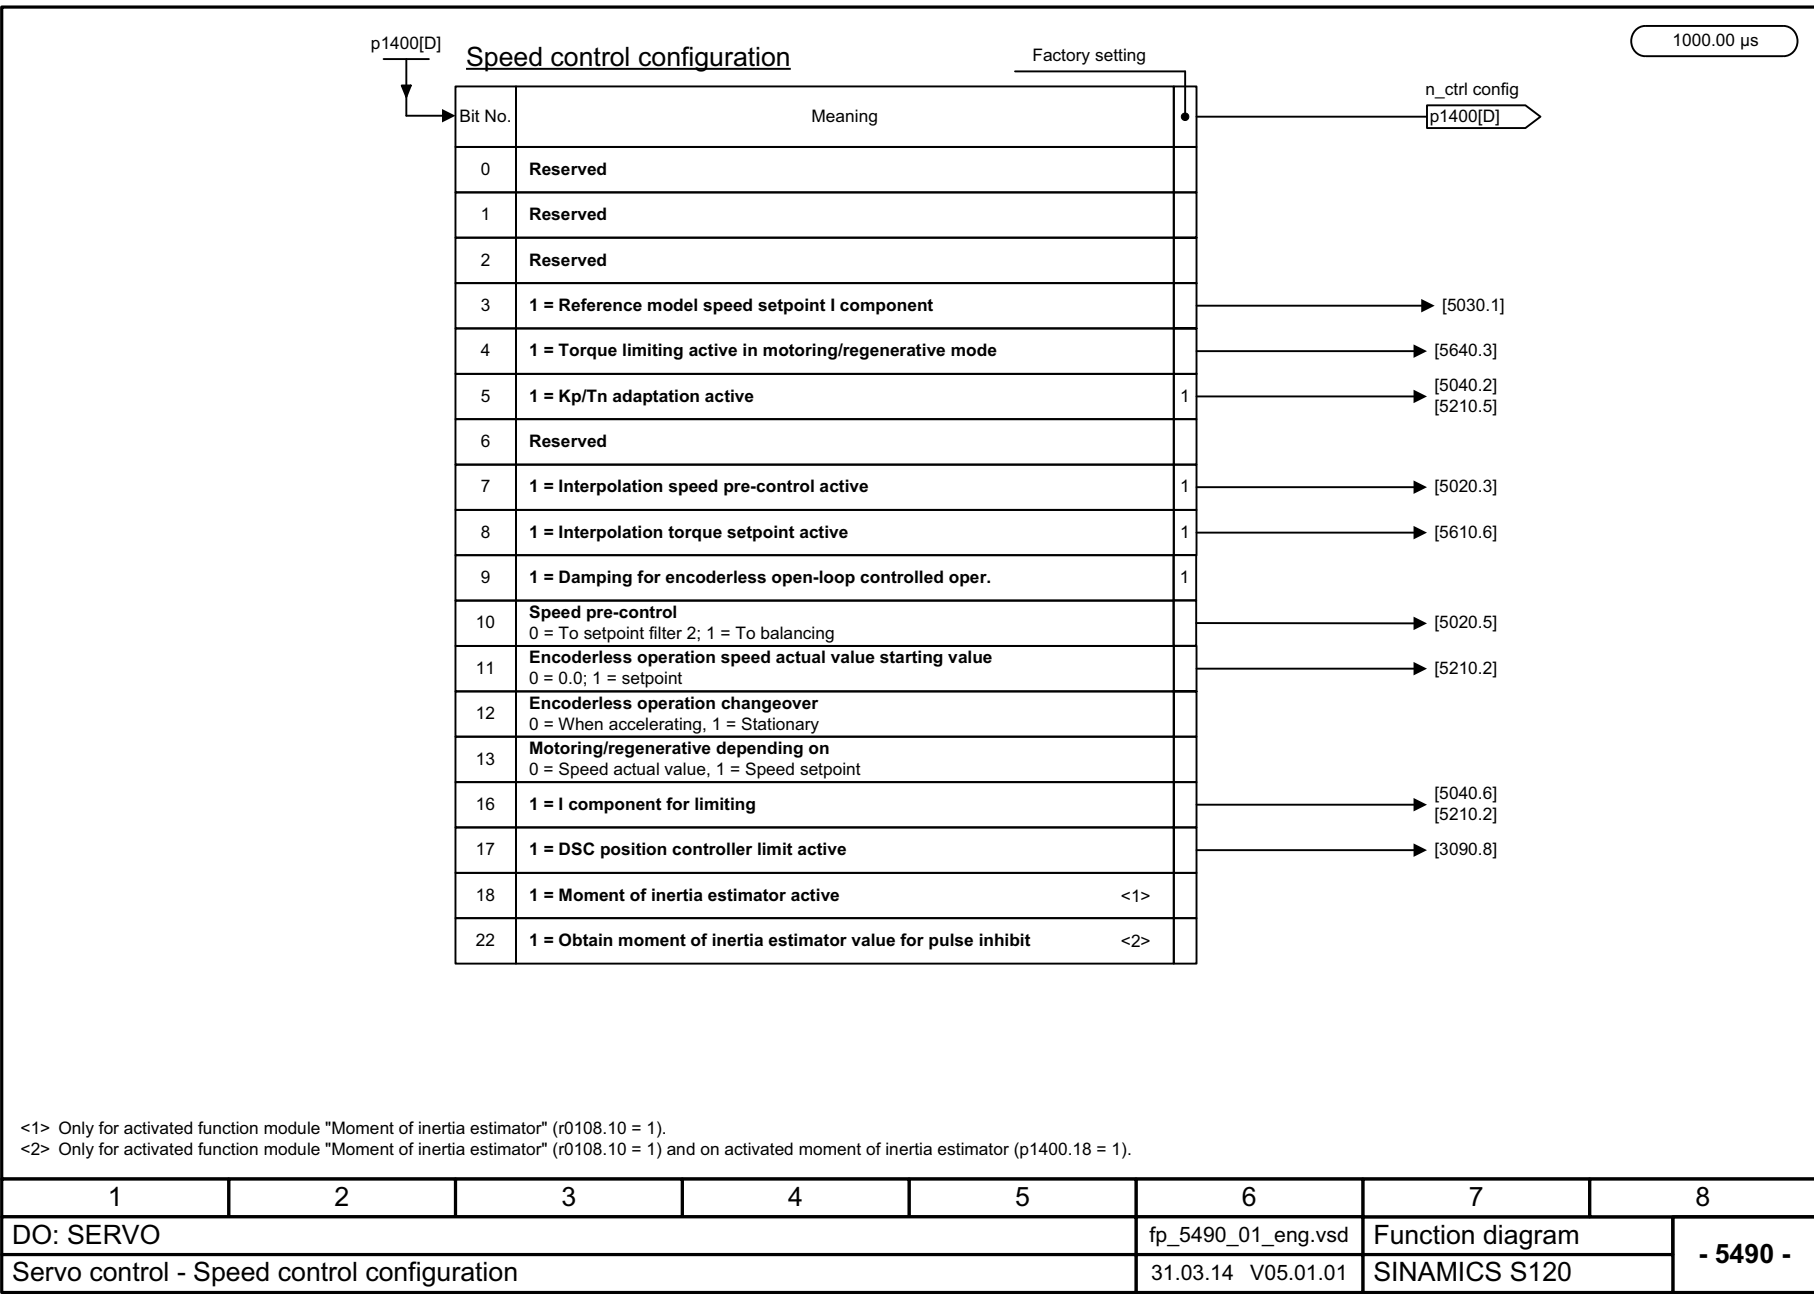 p1400[D]
Speed control configuration
Factory setting
1000.00 µs
n_ctrl config
p1400[D]
Bit No.
Meaning
0 Reserved
1 Reserved
2 Reserved
3 1 = Reference model speed setpoint I component [5030.1]
4 1 = Torque limiting active in motoring/regenerative mode [5640.3]
5 1 = Kp/Tn adaptation active 1 [5040.2]
[5210.5]
6 Reserved
7 1 = Interpolation speed pre-control active 1 [5020.3]
8 1 = Interpolation torque setpoint active 1 [5610.6]
9 1 = Damping for encoderless open-loop controlled oper. 1
10 Speed pre-control
0 = To setpoint filter 2; 1 = To balancing [5020.5]
11 Encoderless operation speed actual value starting value
0 = 0.0; 1 = setpoint [5210.2]
12 Encoderless operation changeover
0 = When accelerating, 1 = Stationary
13 Motoring/regenerative depending on
0 = Speed actual value, 1 = Speed setpoint
16 1 = I component for limiting [5040.6]
[5210.2]
17 1 = DSC position controller limit active [3090.8]
18 1 = Moment of inertia estimator active <1>
22 1 = Obtain moment of inertia estimator value for pulse inhibit <2>
<1> Only for activated function module "Moment of inertia estimator" (r0108.10 = 1).
<2> Only for activated function module "Moment of inertia estimator" (r0108.10 = 1) and on activated moment of inertia estimator (p1400.18 = 1).
1 2 3 4 5 6 7 8
DO: SERVO fp_5490_01_eng.vsd Function diagram
- 5490 -
Servo control - Speed control configuration 31.03.14 V05.01.01 SINAMICS S120